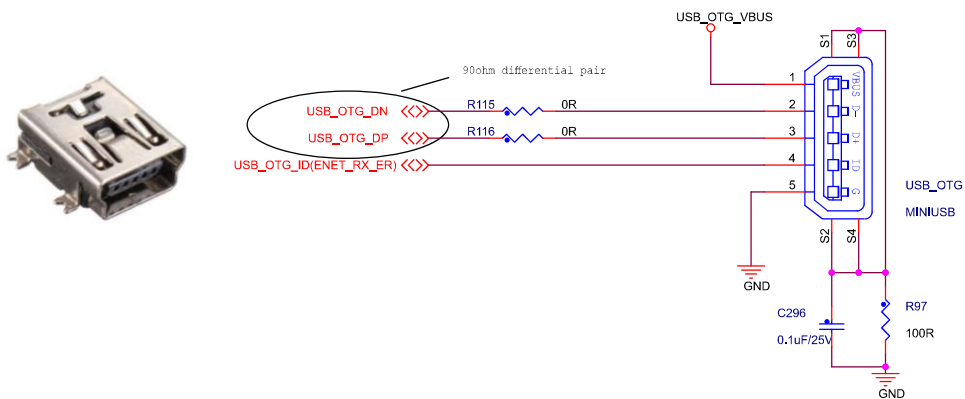 USB_OTG_VBUS
S1
S3
90ohm differential pair
1
VBUS
USB_OTG_DN
R115
0R
2
D-
USB_OTG_DP
R116
0R
3
D+
USB_OTG_ID(ENET_RX_ER)
4
ID
5
G
USB_OTG
MINIUSB
S2
S4
GND
C296
0.1uF/25V
R97
100R
GND